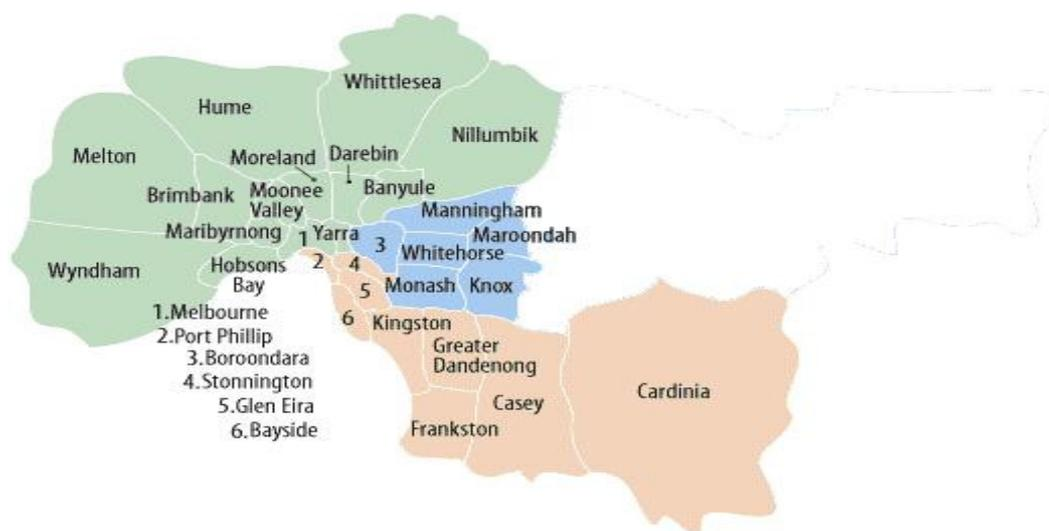 Whittlesea
Hume
Nillumbik
Melton
Moreland
Darebin
Brimbank
Moonee
Valley
Banyule
Manningham
Maribyrnong
1
Yarra
3
Maroondah
Whitehorse
Wyndham
Hobsons
Bay
2
4
Monash
Knox
5
6
Kingston
1.Melbourne
2.Port Phillip
3.Boroondara
4.Stonnington
5.Glen Eira
6.Bayside
Greater
Dandenong
Cardinia
Casey
Frankston